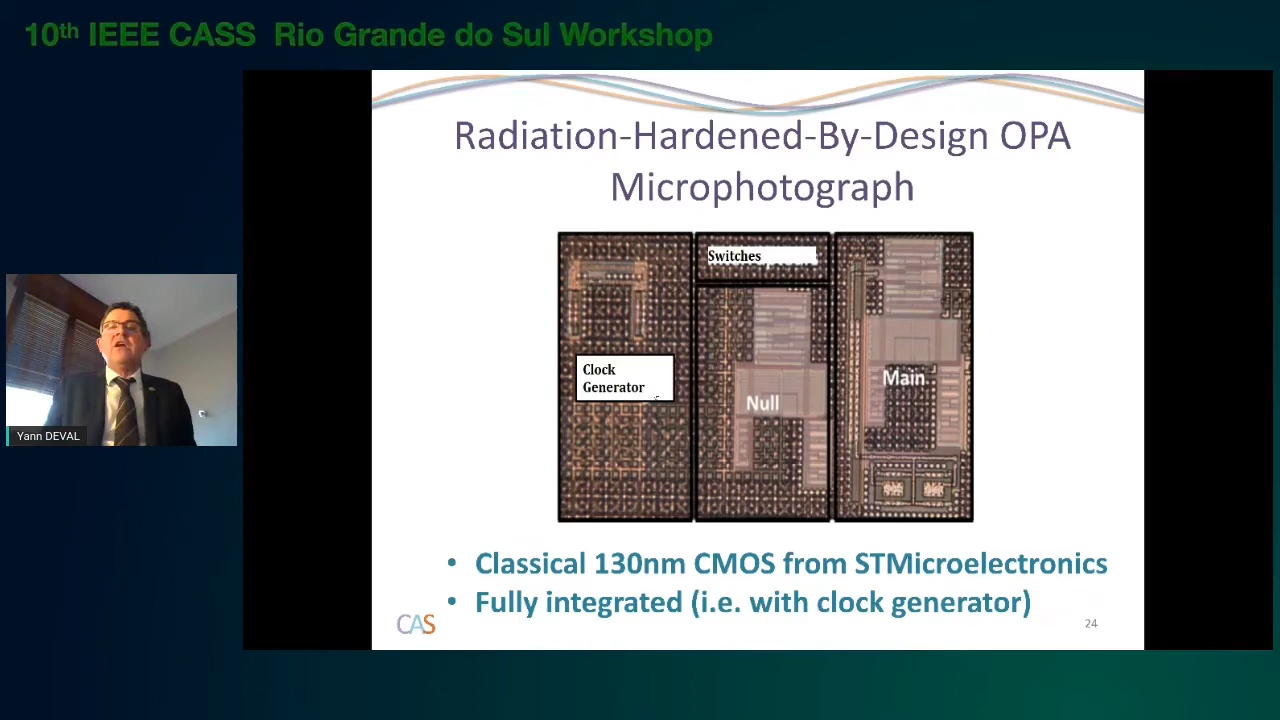 10th IEEE CASS Rio Grande do Sul Workshop
Radiation-Hardened-By-Design OPA
Microphotograph
Switches
Clock
Generator
Null
Main
• Classical 130nm CMOS from STMicroelectronics
• Fully integrated (i.e. with clock generator)
CAS
24
Yann DEVAL